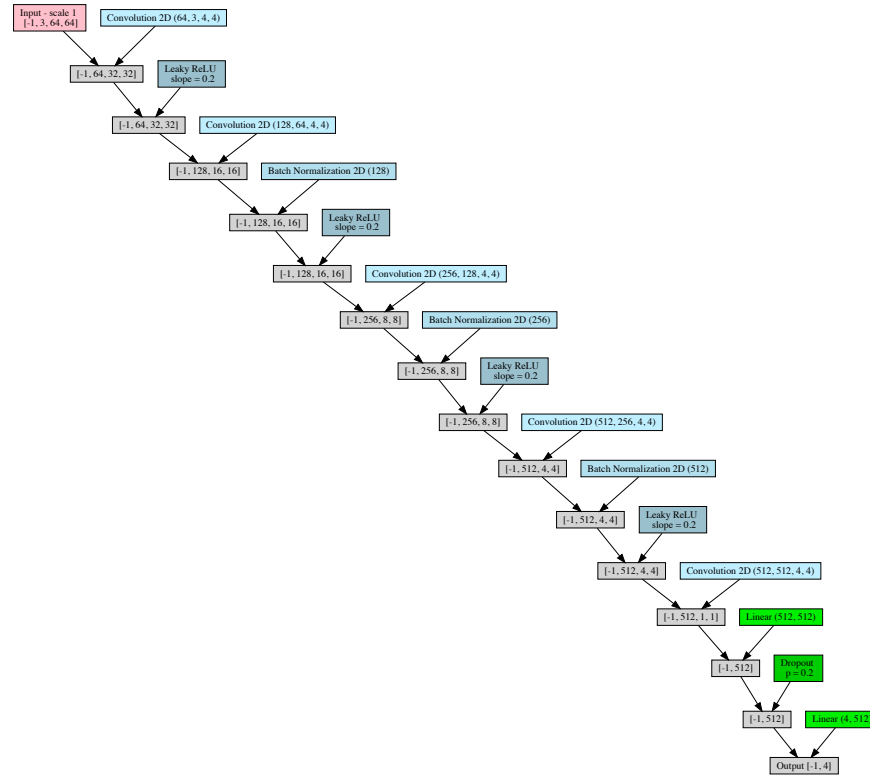 Input - scale 1
[-1, 3, 64, 64]
Convolution 2D (64, 3, 4, 4)
[-1, 64, 32, 32]
Leaky ReLU
slope = 0.2
[-1, 64, 32, 32]
Convolution 2D (128, 64, 4, 4)
[-1, 128, 16, 16]
Batch Normalization 2D (128)
[-1, 128, 16, 16]
Leaky ReLU
slope = 0.2
[-1, 128, 16, 16]
Convolution 2D (256, 128, 4, 4)
[-1, 256, 8, 8]
Batch Normalization 2D (256)
[-1, 256, 8, 8]
Leaky ReLU
slope = 0.2
[-1, 256, 8, 8]
Convolution 2D (512, 256, 4, 4)
[-1, 512, 4, 4]
Batch Normalization 2D (512)
[-1, 512, 4, 4]
Leaky ReLU
slope = 0.2
[-1, 512, 4, 4]
Convolution 2D (512, 512, 4, 4)
[-1, 512, 1, 1]
Linear (512, 512)
[-1, 512]
Dropout
p = 0.2
[-1, 512]
Linear (4, 512
Output [-1, 4]